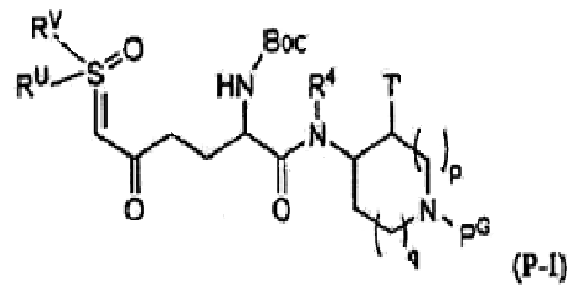 R^V
R^U
S
O
Boc
HN
R^4
T
N
O
O
( )p
N
P^G
( )q
(P-I)